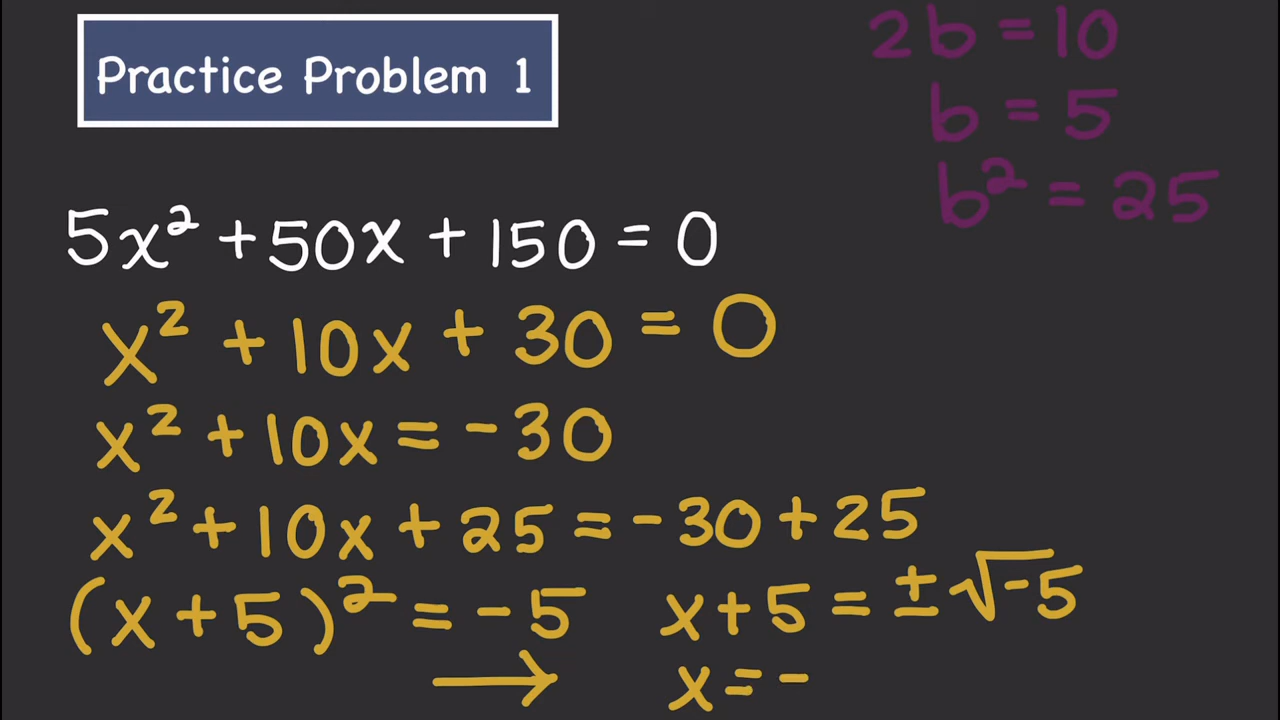 Practice Problem 1
2b = 10
b = 5
b² = 25
5x² + 50x + 150 = 0
x² + 10x + 30 = 0
x² + 10x = -30
x² + 10x + 25 = -30 + 25
(x + 5)² = -5
x + 5 = ± √-5
x = -